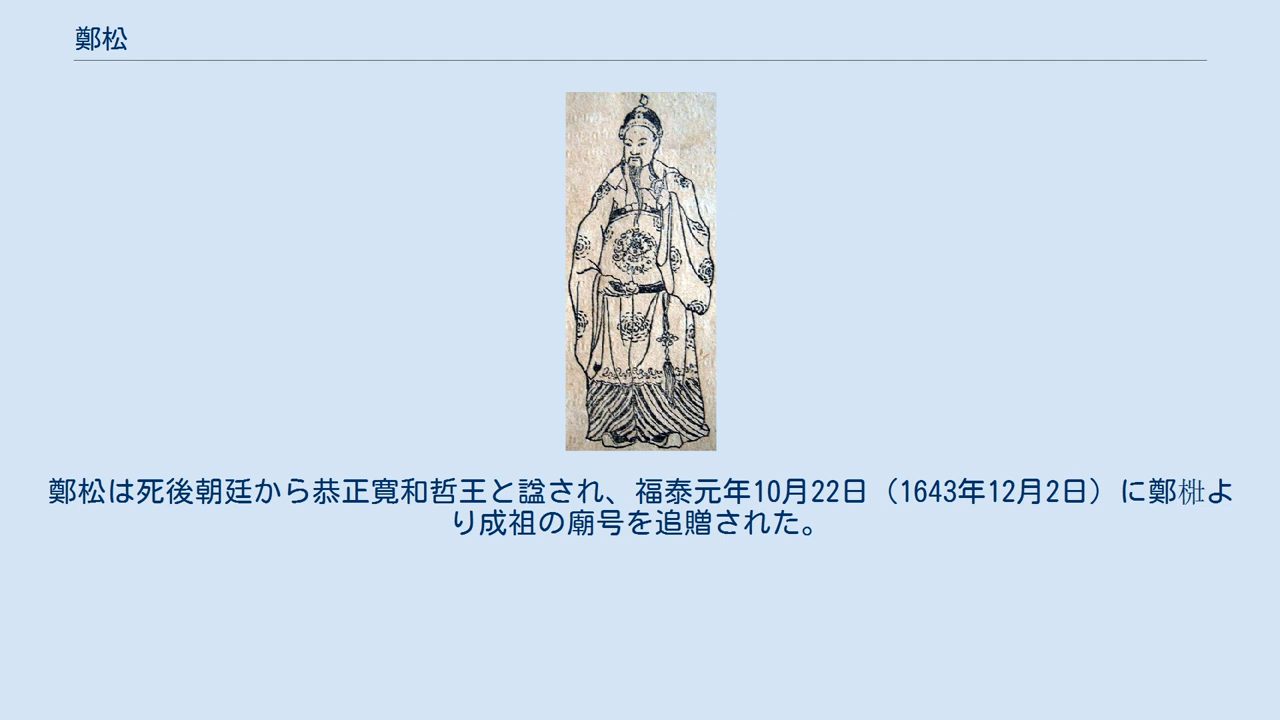 鄭松
鄭松は死後朝廷から恭正寛和哲王と諡され、福泰元年10月22日（1643年12月2日）に鄭梉よ
り成祖の廟号を追贈された。